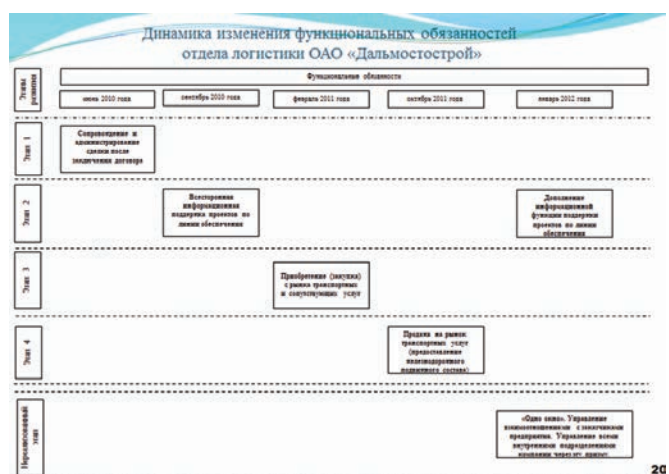 Динамика изменения функциональных обязанностей
отдела логистики ОАО «Дальмостострой»
Этапы
развития
Функциональные обязаности
июнь 2010 года
сентябрь 2010 года
февраль 2011 года
октябрь 2011 года
январь 2012 года
Этап 1
Сопровождение и
администрирование
сделки после
заключения договора
Этап 2
Всесторонняя
информационная
поддержка проектов по
линии обеспечения
Дополнение
информационной
функции поддержки
проектов по линии
обеспечения
Этап 3
Приобретение (закупка)
с рынка транспортных
и сопутствующих услуг
Этап 4
Продажа на рынок
транспортных услуг
(предоставление
железнодорожного
подвижного состава)
этап
«Одно окно». Управление
взаимоотношениями с заказчиками
предприятия. Управление всеми
внутренними подразделениями
компании через эту призму.
20